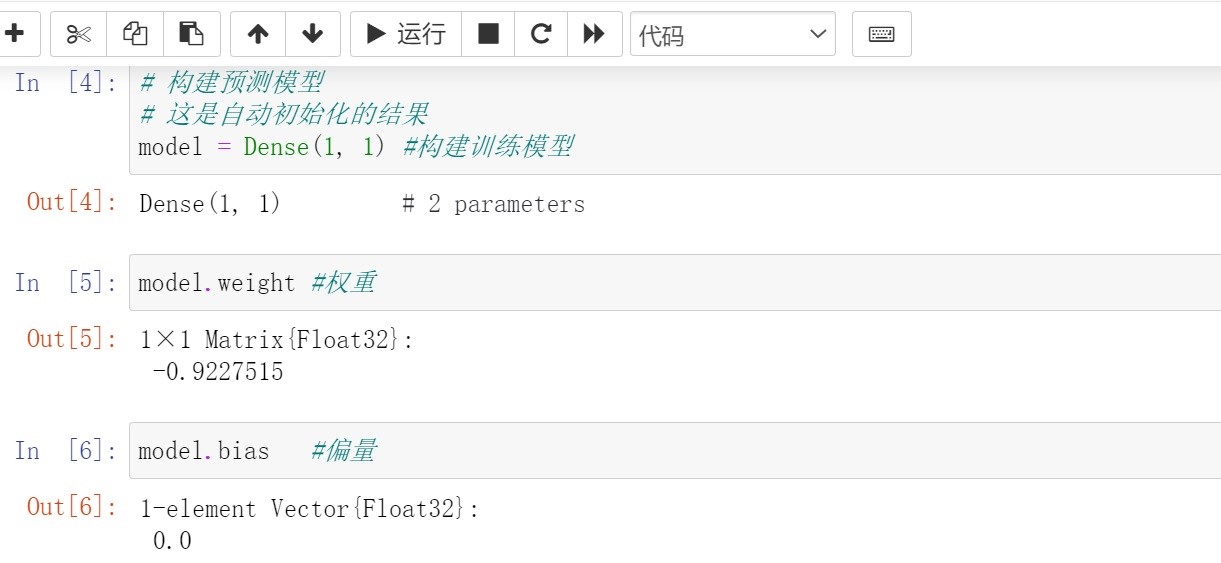 运行
代码
In [4]: # 构建预测模型
# 这是自动初始化的结果
model = Dense(1, 1) #构建训练模型
Out[4]: Dense(1, 1) # 2 parameters
In [5]: model.weight #权重
Out[5]: 1×1 Matrix{Float32}:
-0.9227515
In [6]: model.bias #偏量
Out[6]: 1-element Vector{Float32}:
0.0